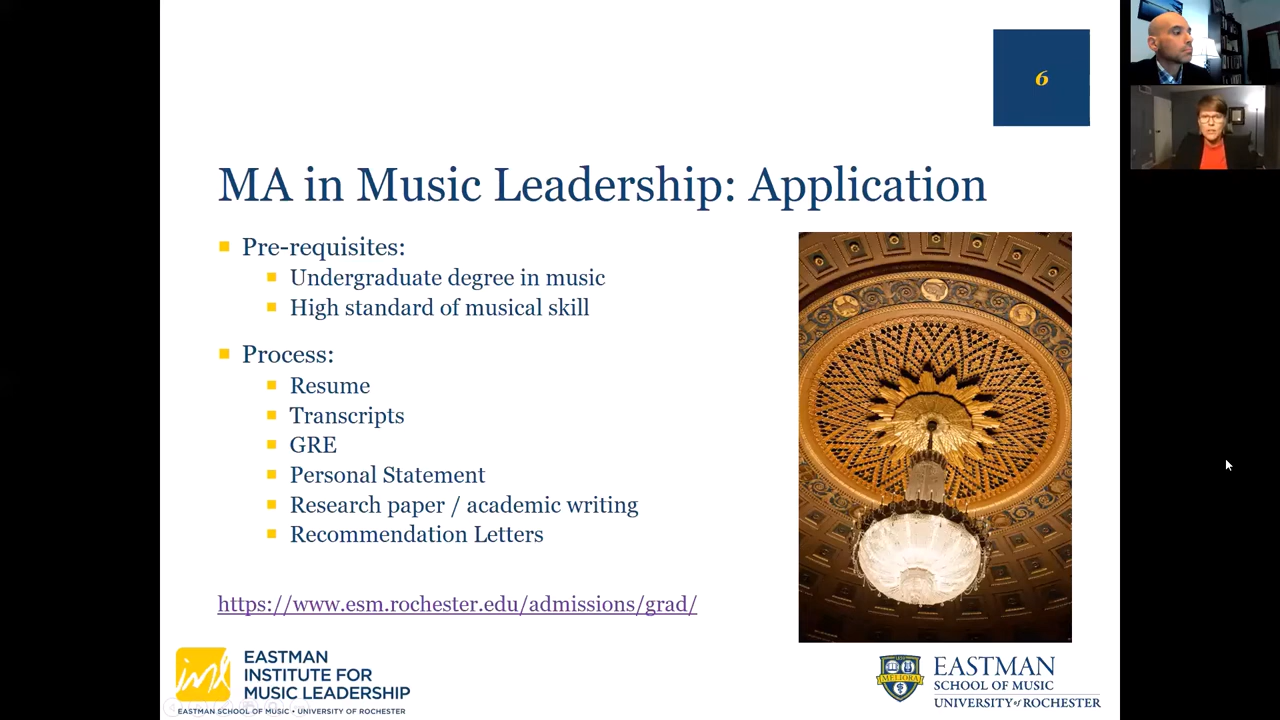 6
MA in Music Leadership: Application
Pre-requisites:
Undergraduate degree in music
High standard of musical skill
Process:
Resume
Transcripts
GRE
Personal Statement
Research paper / academic writing
Recommendation Letters
https://www.esm.rochester.edu/admissions/grad/
iml
EASTMAN
INSTITUTE FOR
MUSIC LEADERSHIP
EASTMAN SCHOOL OF MUSIC • UNIVERSITY OF ROCHESTER
MELIORA
EASTMAN
SCHOOL OF MUSIC
UNIVERSITY of ROCHESTER